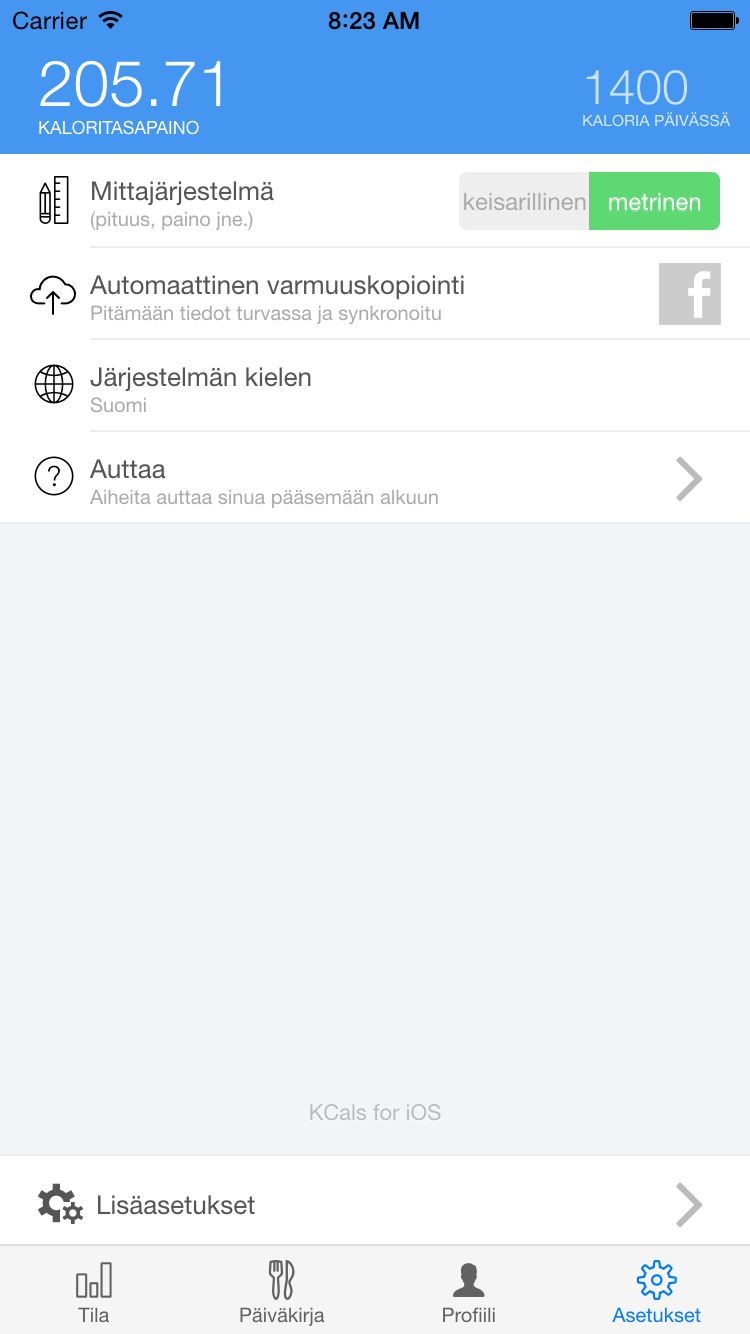 Carrier 8:23 AM
205.71
KALORITASAPAINO
1400
KALORIA PÄIVÄSSÄ
Mittajärjestelmä
(pituus, paino jne.)
keisarillinen metrinen
Automaattinen varmuuskopiointi
Pitämään tiedot turvassa ja synkronoitu
Järjestelmän kielen
Suomi
Auttaa
Aiheita auttaa sinua pääsemään alkuun
KCals for iOS
Lisäasetukset
Tila Päiväkirja Profiili Asetukset